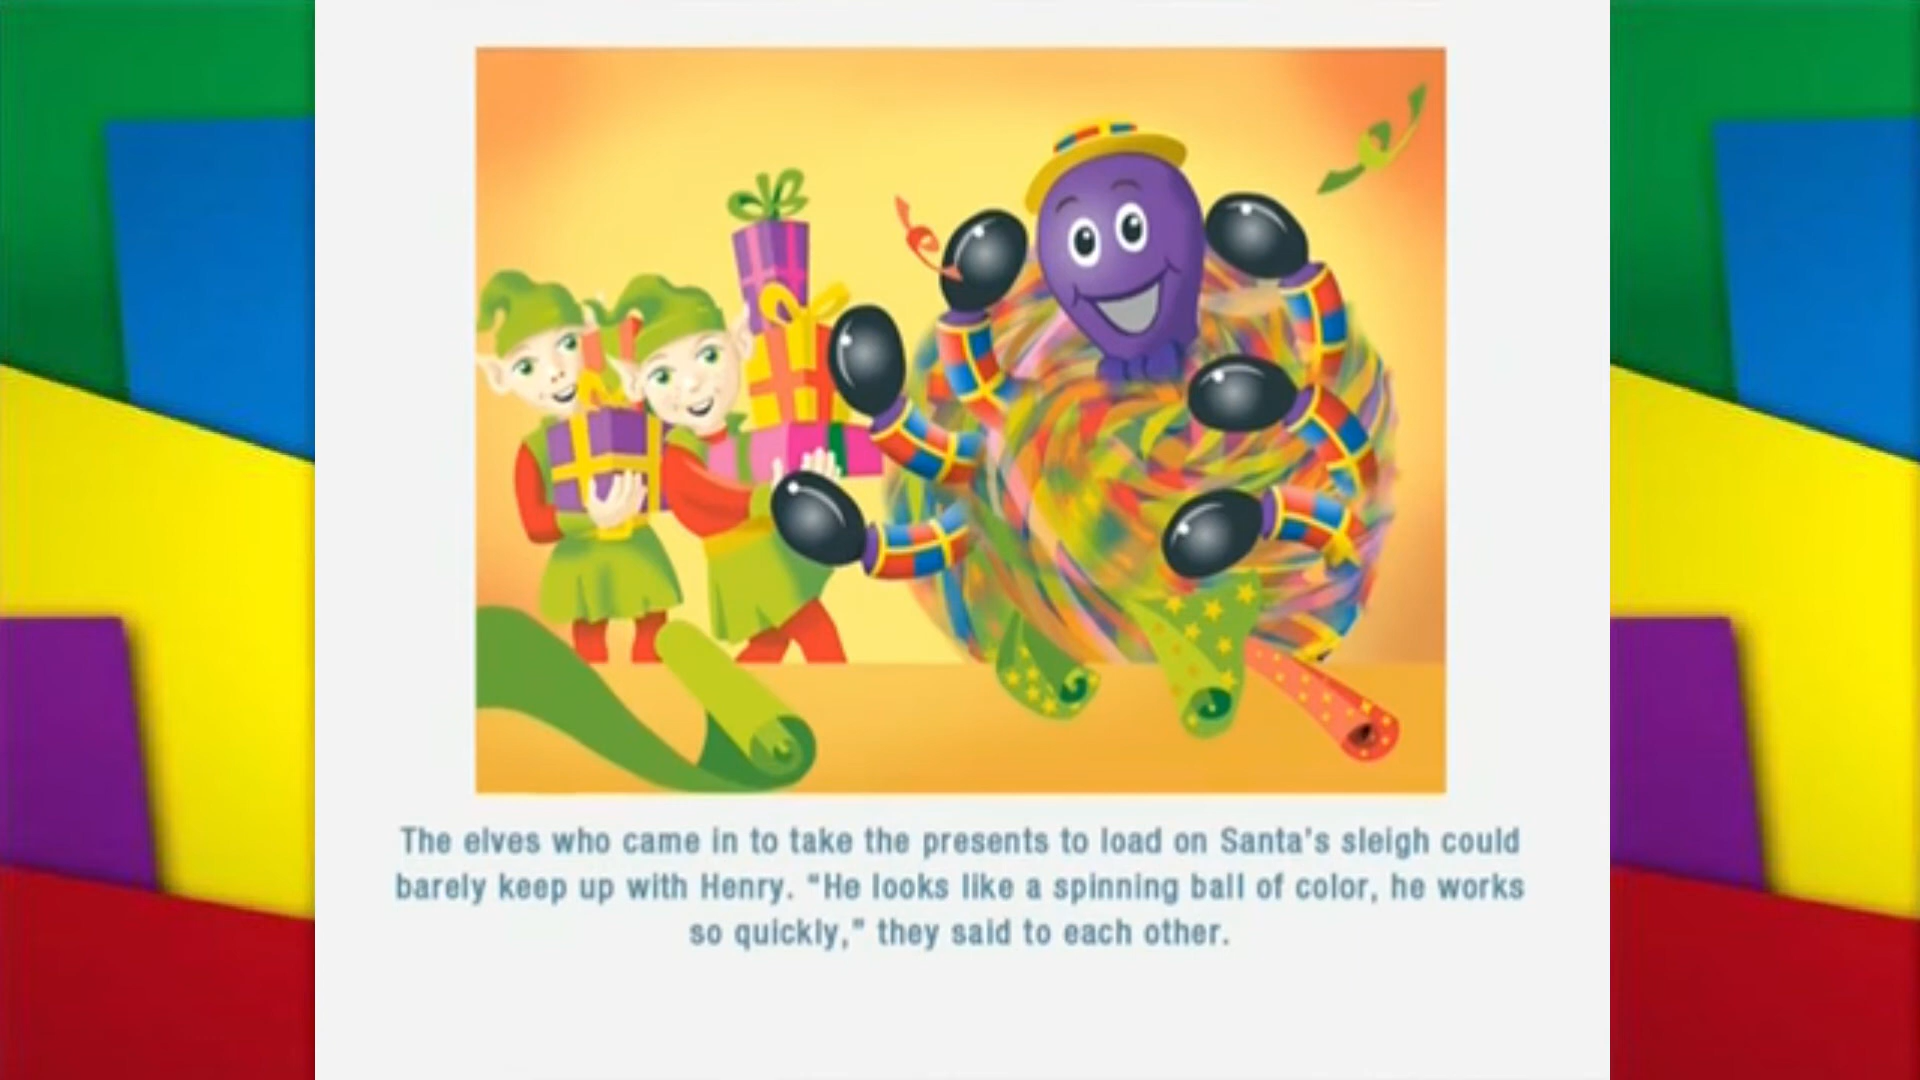 The elves who came in to take the presents to load on Santa's sleigh could
barely keep up with Henry. “He looks like a spinning ball of color, he works
so quickly,” they said to each other.